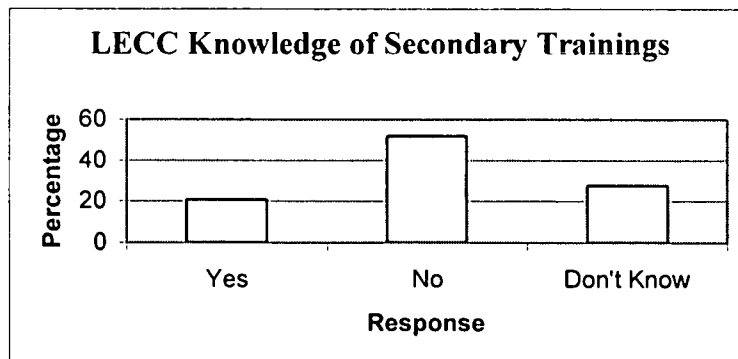 LECC Knowledge of Secondary Trainings
Percentage
60
40
20
0
Yes No Don't Know
Response